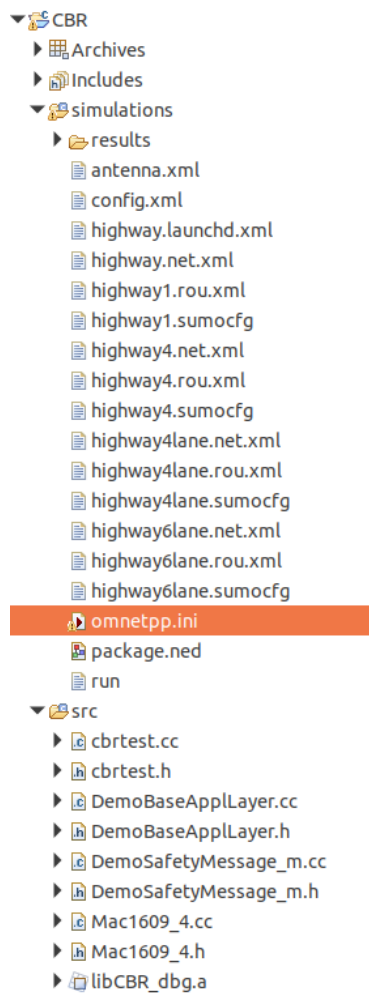 CBR
Archives
Includes
simulations
results
antenna.xml
config.xml
highway.launchd.xml
highway.net.xml
highway1.rou.xml
highway1.sumocfg
highway4.net.xml
highway4.rou.xml
highway4.sumocfg
highway4lane.net.xml
highway4lane.rou.xml
highway4lane.sumocfg
highway6lane.net.xml
highway6lane.rou.xml
highway6lane.sumocfg
omnetpp.ini
package.ned
run
src
cbrtest.cc
cbrtest.h
DemoBaseApplLayer.cc
DemoBaseApplLayer.h
DemoSafetyMessage_m.cc
DemoSafetyMessage_m.h
Mac1609_4.cc
Mac1609_4.h
libCBR_dbg.a